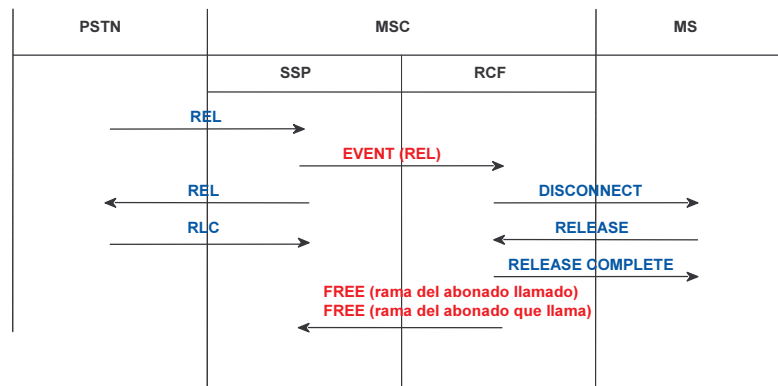 PSTN MSC MS
SSP RCF
REL
EVENT (REL)
REL DISCONNECT
RLC RELEASE
RELEASE COMPLETE
FREE (rama del abonado llamado)
FREE (rama del abonado que llama)